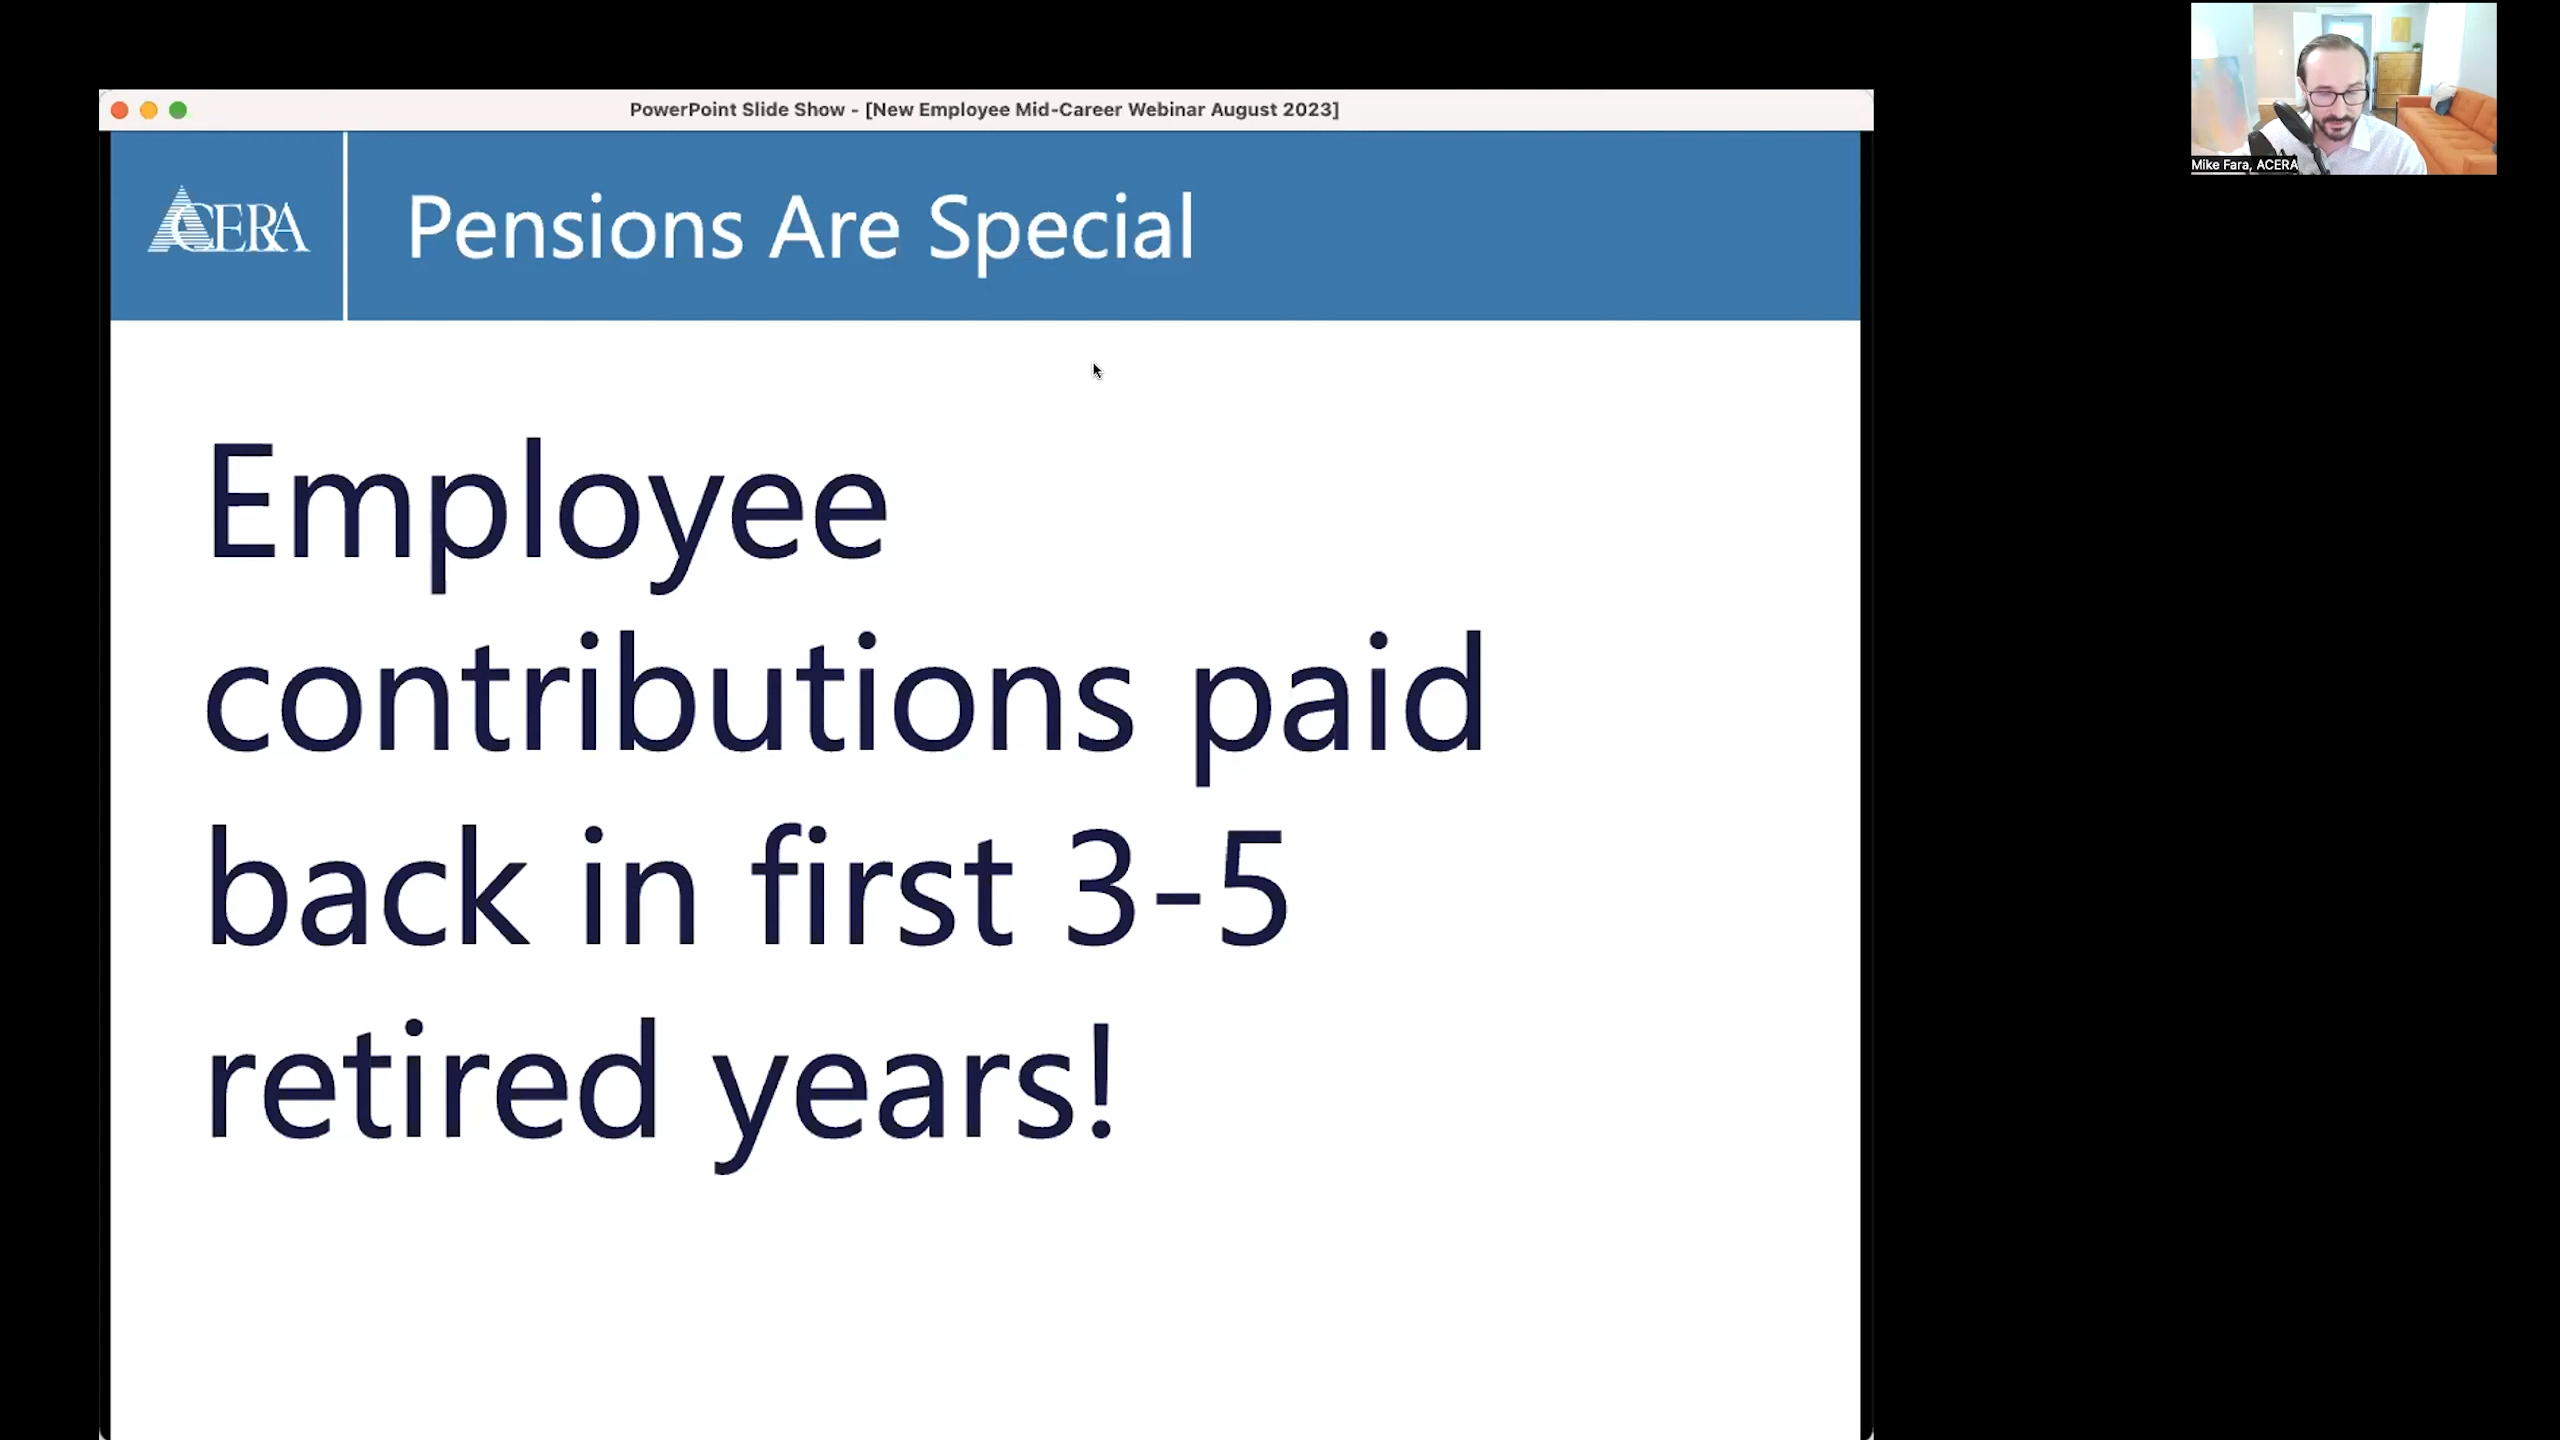 PowerPoint Slide Show - [New Employee Mid-Career Webinar August 2023]
Mike Fara, ACERA
ACERA
Pensions Are Special
Employee
contributions paid
back in first 3-5
retired years!